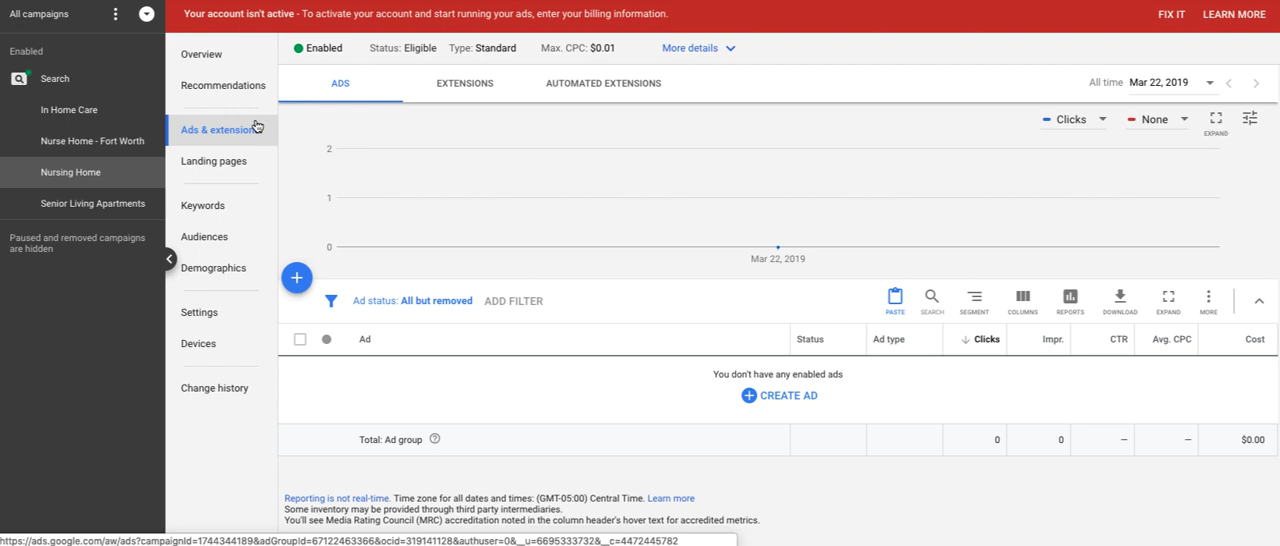 All campaigns
Your account isn't active - To activate your account and start running your ads, enter your billing information.
FIX IT
LEARN MORE
Enabled
Search
In Home Care
Nurse Home - Fort Worth
Nursing Home
Senior Living Apartments
Paused and removed campaigns
are hidden
Overview
Recommendations
Ads & extension
Landing pages
Keywords
Audiences
Demographics
Settings
Devices
Change history
Enabled
Status: Eligible
Type: Standard
Max. CPC: $0.01
More details
ADS
EXTENSIONS
AUTOMATED EXTENSIONS
All time
Mar 22, 2019
Clicks
None
EXPAND
2
1
0
Mar 22, 2019
Ad status: All but removed
ADD FILTER
PASTE
SEARCH
SEGMENT
COLUMNS
REPORTS
DOWNLOAD
EXPAND
MORE
Ad
Status
Ad type
Clicks
Impr.
CTR
Avg. CPC
Cost
You don't have any enabled ads
CREATE AD
Total: Ad group
0
0
–
–
$0.00
Reporting is not real-time. Time zone for all dates and times: (GMT-05:00) Central Time. Learn more
Some inventory may be provided through third party intermediaries.
You'll see Media Rating Council (MRC) accreditation noted in the column header's hover text for accredited metrics.
https://ads.google.com/aw/ads?campaignId=1744344189&adGroupId=67122463366&ocid=319141128&authuser=0&__u=6695333732&__c=4472445782